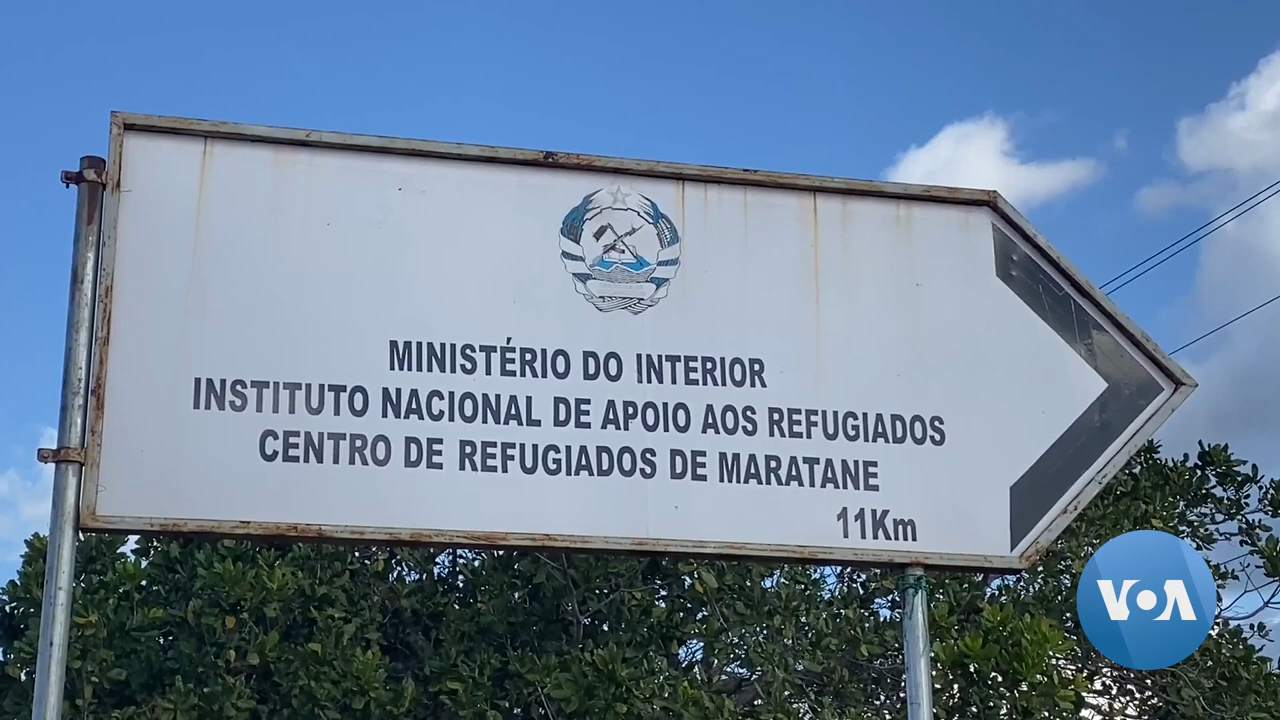 MINISTÉRIO DO INTERIOR
INSTITUTO NACIONAL DE APOIO AOS REFUGIADOS
CENTRO DE REFUGIADOS DE MARATANE
11Km
VOA